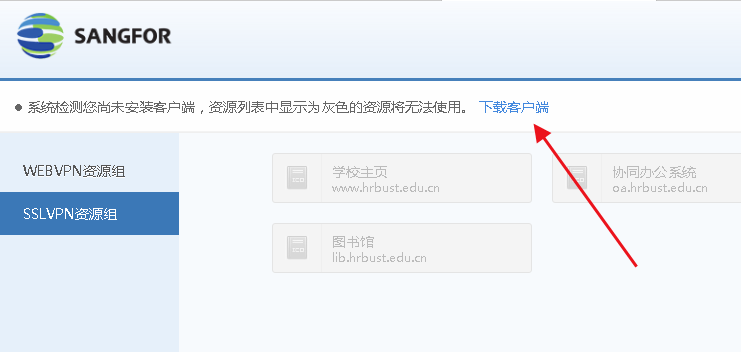 SANGFOR
系统检测您尚未安装客户端，资源列表中显示为灰色的资源将无法使用。 下载客户端
WEBVPN资源组
SSLVPN资源组
学校主页
www.hrbust.edu.cn
协同办公系统
oa.hrbust.edu.cn
图书馆
lib.hrbust.edu.cn